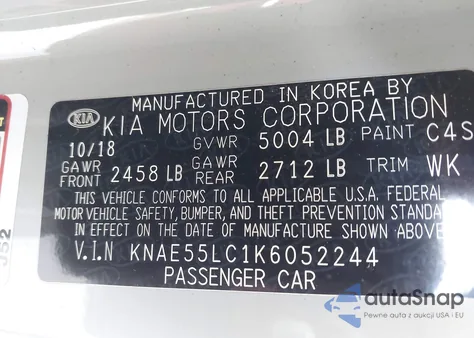 MANUFACTURED IN KOREA BY
KIA KIA MOTORS CORPORATION
10/18 GVWR 5004 LB PAINT C4S
GAWR FRONT 2458 LB GAWR REAR 2712 LB TRIM WK
THIS VEHICLE CONFORMS TO ALL APPLICABLE U.S.A. FEDERAL
MOTOR VEHICLE SAFETY, BUMPER, AND THEFT PREVENTION STANDA
IN EFFECT ON THE DATE OF MANUFACTURE SHOWN ABOVE
V.I.N KNAE55LC1K6052244
PASSENGER CAR
autoSnap
Pewne auta z aukcji USA i EU